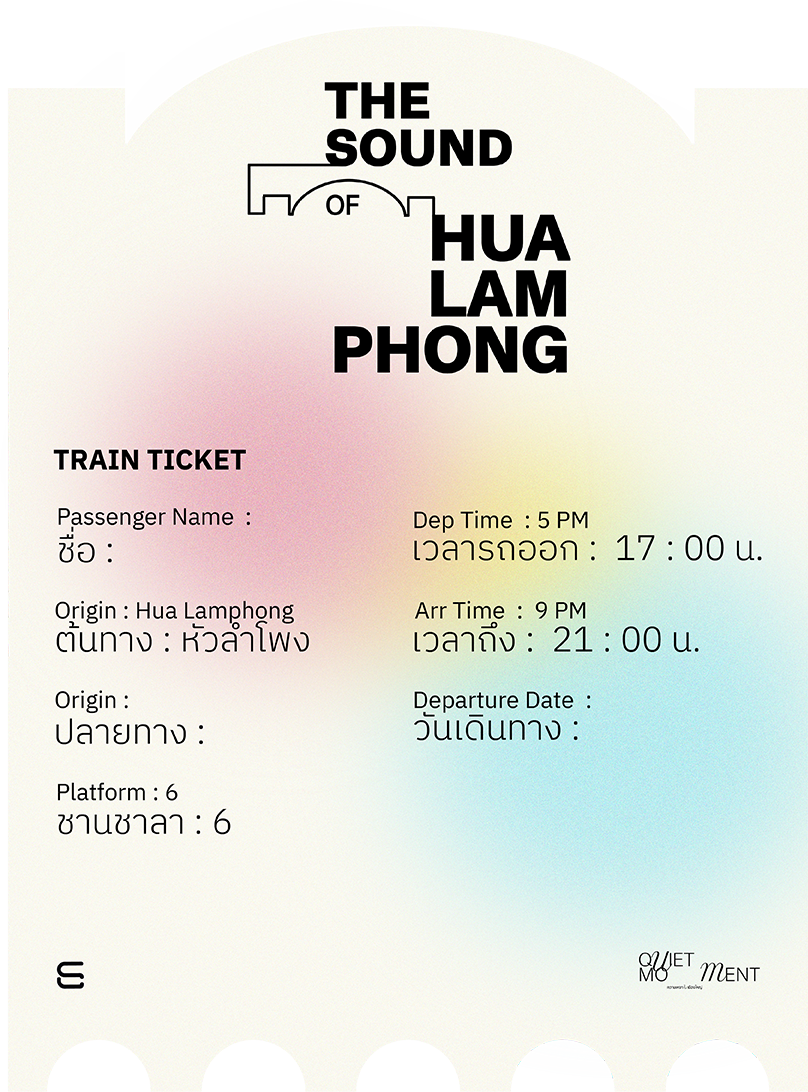 THE
SOUND
OF
HUA
LAM
PHONG
TRAIN TICKET
Passenger Name :
ชื่อ :
Origin : Hua Lamphong
ต้นทาง : หัวลำโพง
Origin :
ปลายทาง :
Platform : 6
ชานชาลา : 6
Dep Time : 5 PM
เวลารถออก : 17 : 00 น.
Arr Time : 9 PM
เวลาถึง : 21 : 00 น.
Departure Date :
วันเดินทาง :
QUIET
MOMENT